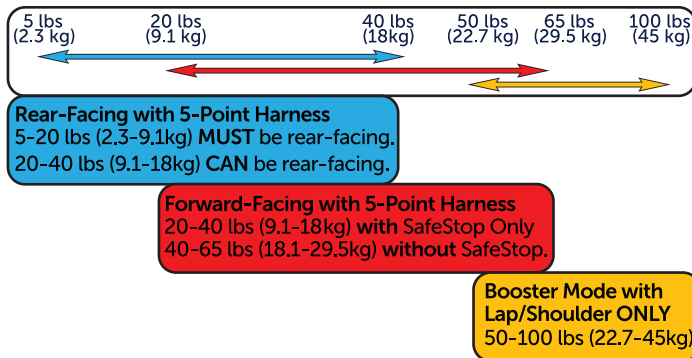 5 lbs 20 lbs 40 lbs 50 lbs 65 lbs 100 lbs
(2.3 kg) (9.1 kg) (18kg) (22.7 kg) (29.5 kg) (45 kg)
Rear-Facing with 5-Point Harness
5-20 lbs (2.3-9.1kg) MUST be rear-facing.
20-40 lbs (9.1-18kg) CAN be rear-facing.
Forward-Facing with 5-Point Harness
20-40 lbs (9.1-18kg) with SafeStop Only
40-65 lbs (18.1-29.5kg) without SafeStop.
Booster Mode with
Lap/Shoulder ONLY
50-100 lbs (22.7-45kg)